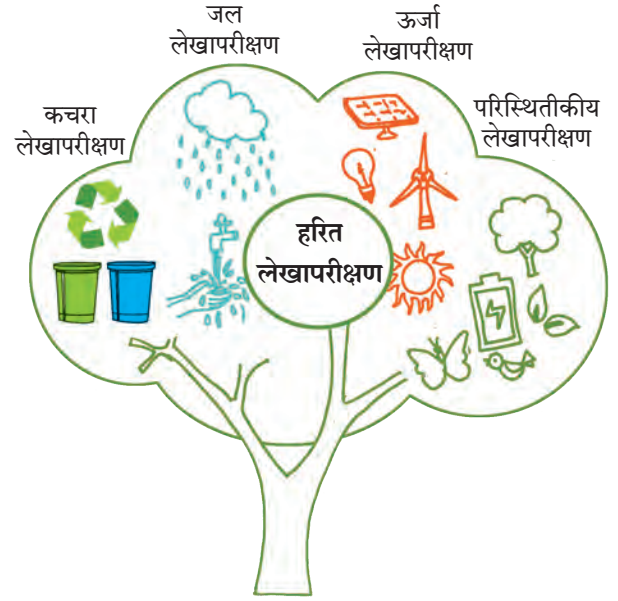 जल
लेखापरीक्षण
ऊर्जा
लेखापरीक्षण
कचरा
लेखापरीक्षण
परिस्थितीकीय
लेखापरीक्षण
हरित
लेखापरीक्षण